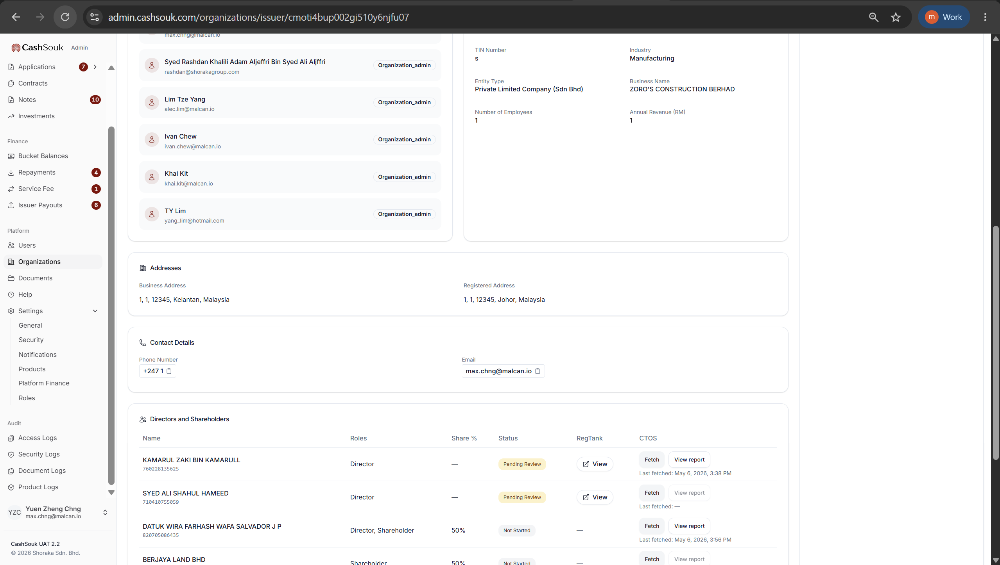 admin.cashsouk.com/organizations/issuer/cmoti4bup002gi510y6njfu07
m Work
CashSouk Admin
Applications 7
Contracts
Notes 10
Investments
Finance
Bucket Balances
Repayments 4
Service Fee 1
Issuer Payouts 6
Platform
Users
Organizations
Documents
Help
Settings
General
Security
Notifications
Products
Platform Finance
Roles
Audit
Access Logs
Security Logs
Document Logs
Product Logs
YZC
Yuen Zheng Chng
max.chng@malcan.io
CashSouk UAT 2.2
© 2026 Shoraka Sdn. Bhd.
max.chng@malcan.io
Syed Rashdan Khalili Adam Aljeffri Bin Syed Ali Aljffri
rashdan@shorakagroup.com
Organization_admin
Lim Tze Yang
alec.lim@malcan.io
Organization_admin
Ivan Chew
ivan.chew@malcan.io
Organization_admin
Khai Kit
khai.kit@malcan.io
Organization_admin
TY Lim
yang_lim@hotmail.com
Organization_admin
TIN Number
s
Industry
Manufacturing
Entity Type
Private Limited Company (Sdn Bhd)
Business Name
ZORO'S CONSTRUCTION BERHAD
Number of Employees
1
Annual Revenue (RM)
1
Addresses
Business Address
1, 1, 12345, Kelantan, Malaysia
Registered Address
1, 1, 12345, Johor, Malaysia
Contact Details
Phone Number
+247 1
Email
max.chng@malcan.io
Directors and Shareholders
Name Roles Share % Status RegTank CTOS
KAMARUL ZAKI BIN KAMARULL
760228135625
Director — Pending Review View Fetch View report
Last fetched: May 6, 2026, 3:38 PM
SYED ALI SHAHUL HAMEED
710410755059
Director — Pending Review View Fetch View report
Last fetched: —
DATUK WIRA FARHASH WAFA SALVADOR J P
820705086435
Director, Shareholder 50% Not Started — Fetch View report
Last fetched: May 6, 2026, 3:56 PM
BERJAYA LAND BHD
Shareholder 50% Not Started — Fetch View report